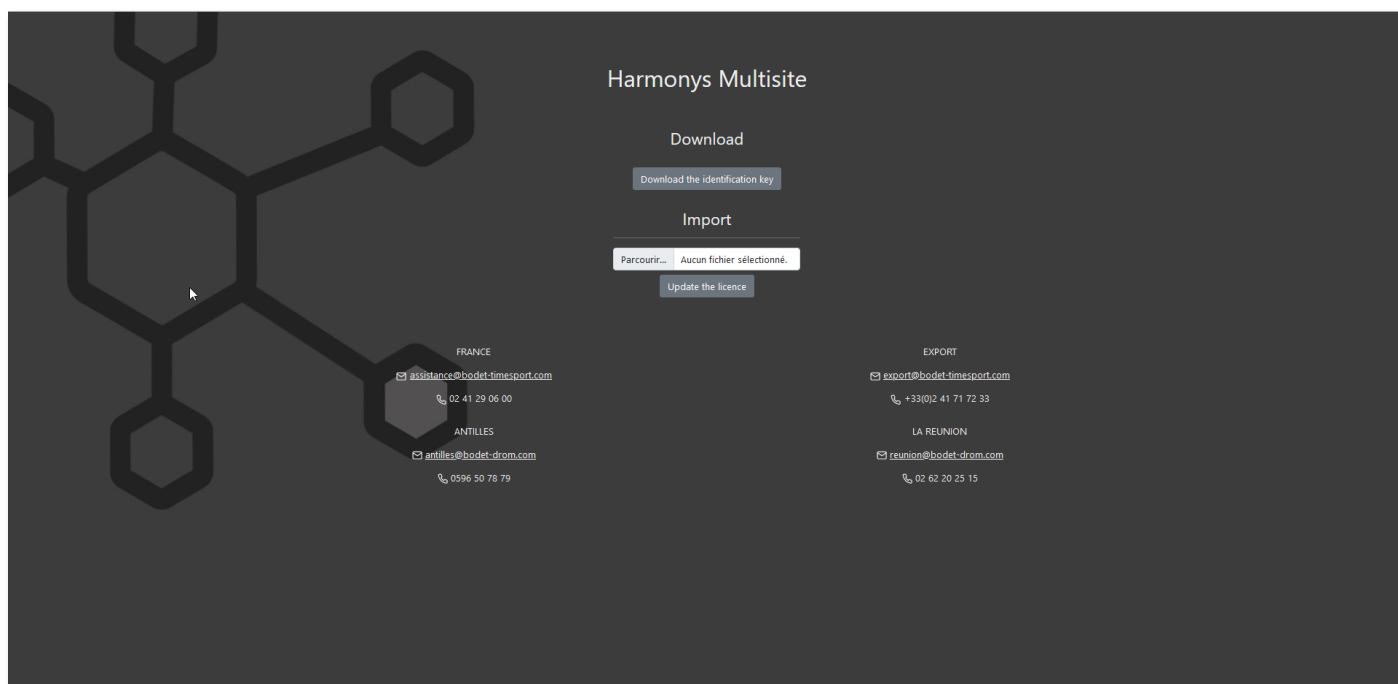 Harmonys Multisite
Download
Download the identification key
Import
Parcourir... Aucun fichier sélectionné.
Update the licence
FRANCE
assistance@bodet-timesport.com
02 41 29 06 00
ANTILLES
antilles@bodet-drom.com
0596 50 78 79
EXPORT
export@bodet-timesport.com
+33(0)2 41 71 72 33
LA REUNION
reunion@bodet-drom.com
02 62 20 25 15